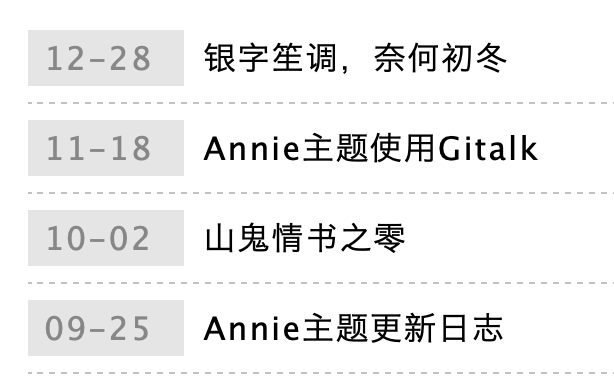 12-28 银字笙调，奈何初冬
11-18 Annie主题使用Gitalk
10-02 山鬼情书之零
09-25 Annie主题更新日志